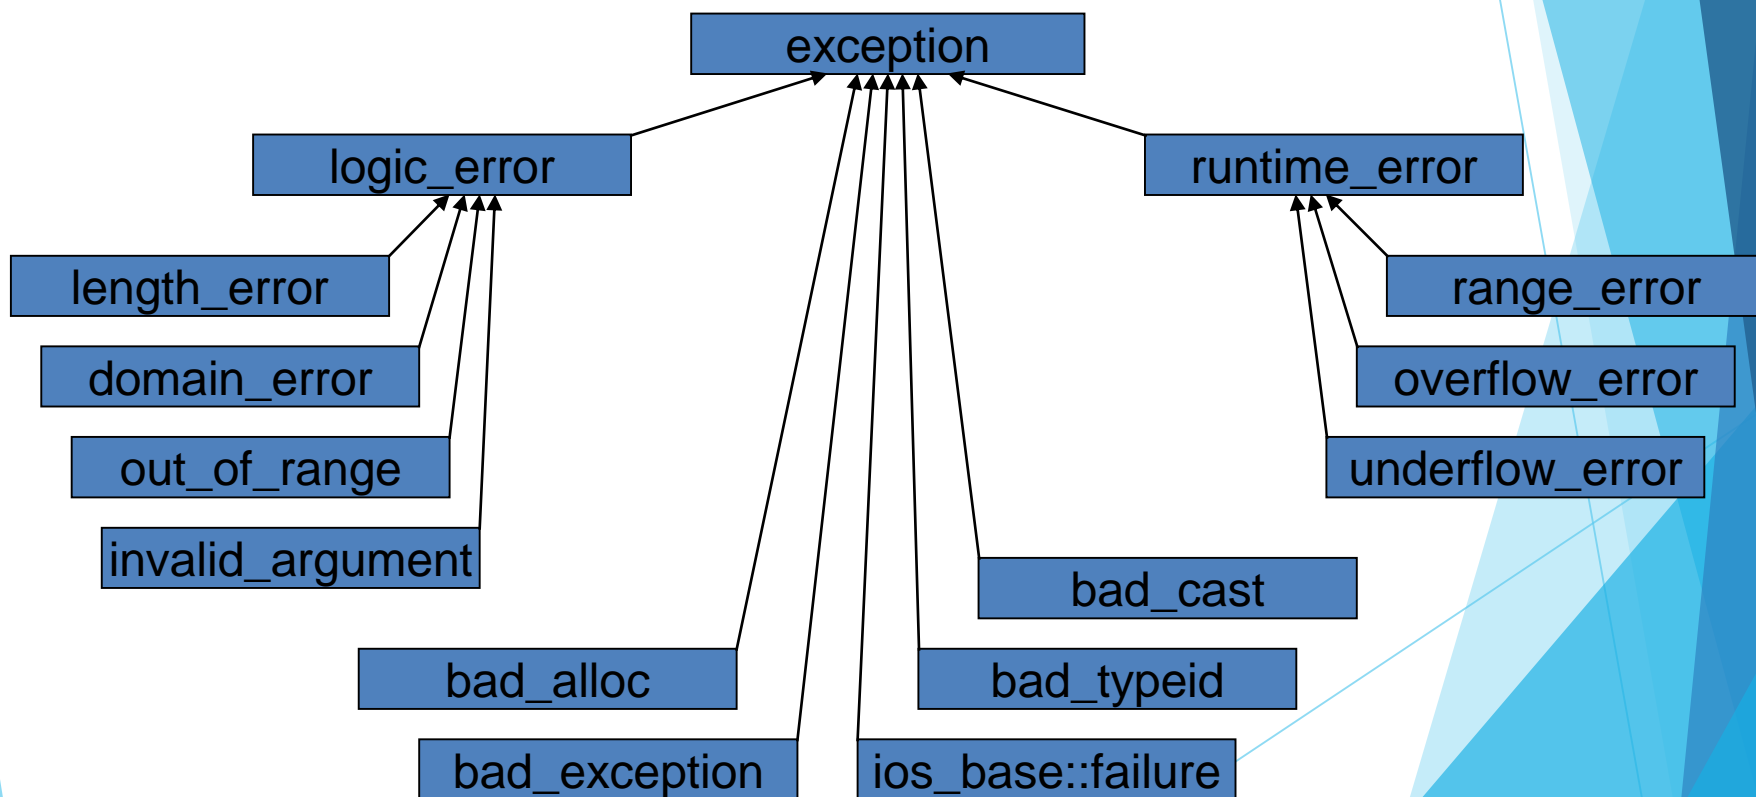 exception
logic_error
runtime_error
length_error
range_error
domain_error
overflow_error
out_of_range
underflow_error
invalid_argument
bad_cast
bad_alloc
bad_typeid
bad_exception
ios_base::failure